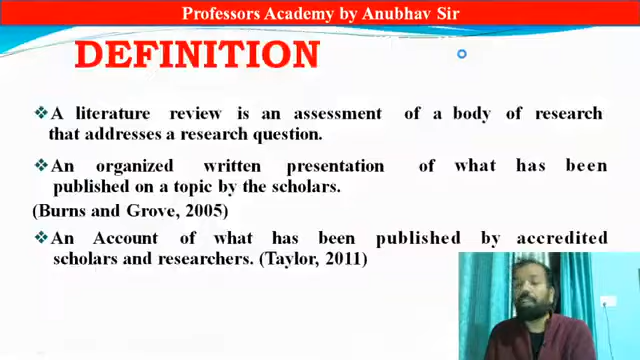 Professors Academy by Anubhav Sir
DEFINITION
A literature review is an assessment of a body of research
that addresses a research question.
An organized written presentation of what has been
published on a topic by the scholars.
(Burns and Grove, 2005)
An Account of what has been published by accredited
scholars and researchers. (Taylor, 2011)